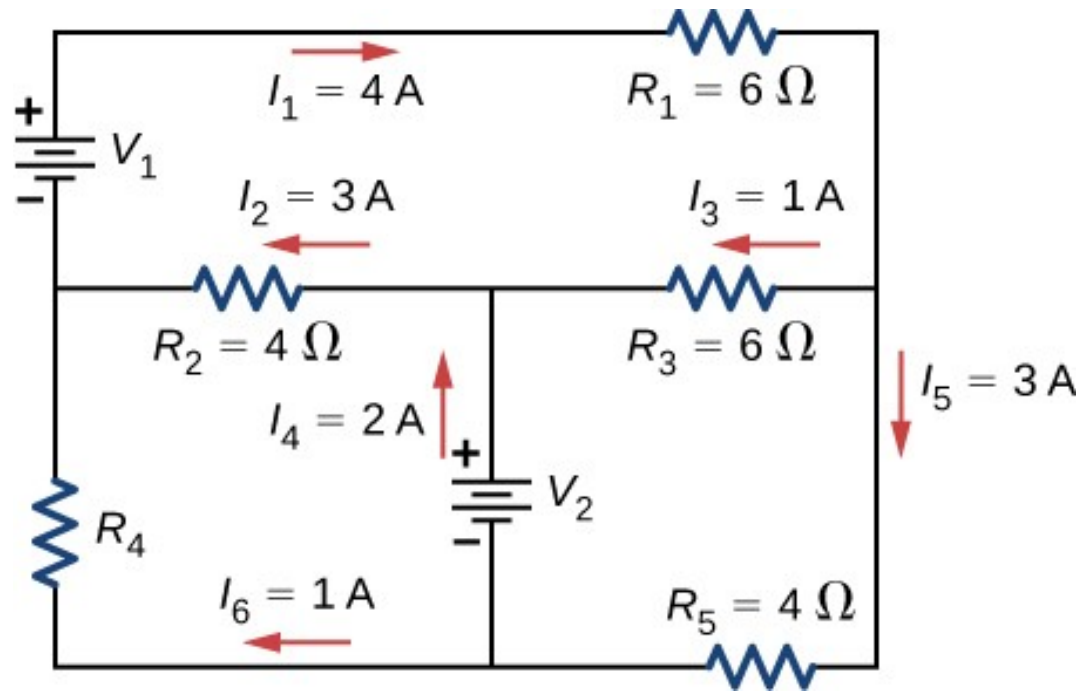 I₁ = 4 A
R₁ = 6 Ω
+
V₁
−
I₂ = 3 A
I₃ = 1 A
R₂ = 4 Ω
R₃ = 6 Ω
I₅ = 3 A
I₄ = 2 A
+
V₂
−
R₄
I₆ = 1 A
R₅ = 4 Ω